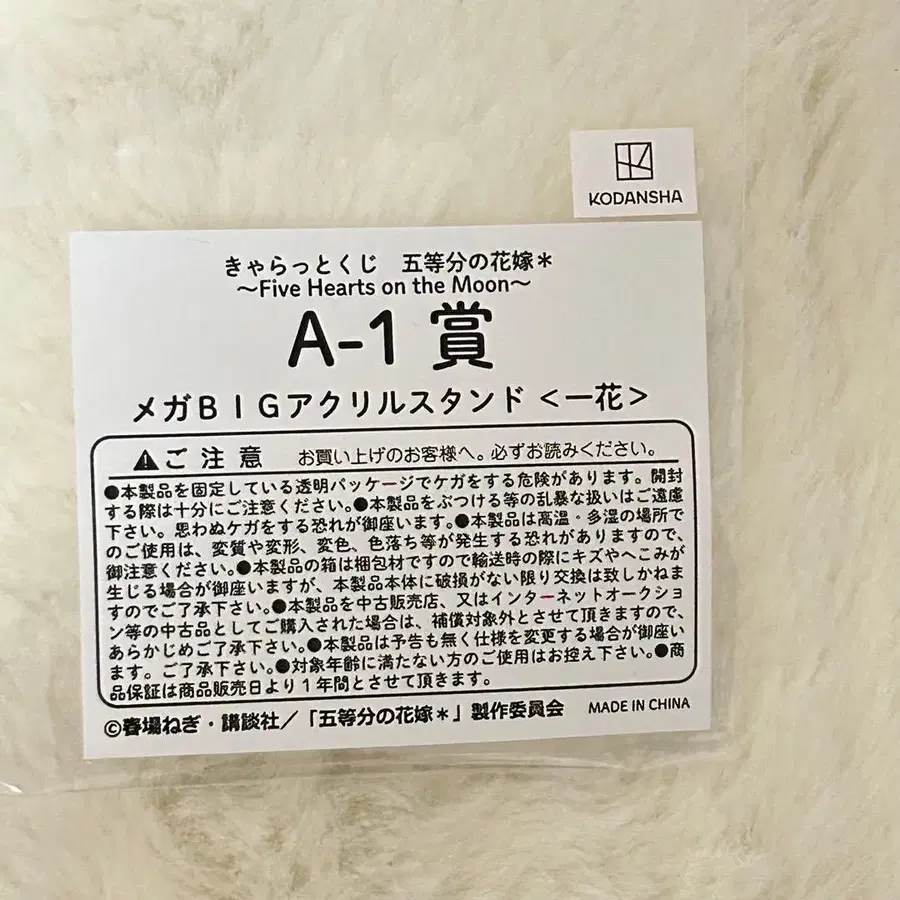 KODANSHA
きゃらっとくじ　五等分の花嫁＊
～Five Hearts on the Moon～
A-1 賞
メガＢＩＧアクリルスタンド＜一花＞
ご注意　お買い上げのお客様へ。必ずお読みください。
●本製品を固定している透明パッケージでケガをする危険があります。開封
する際は十分にご注意ください。●本製品をぶつける等の乱暴な扱いはご遠慮
下さい。思わぬケガをする恐れが御座います。●本製品は高温・多湿の場所で
のご使用は、変質や変形、変色、色落ち等が発生する恐れがありますので、
御注意ください。●本製品の箱は梱包材ですので輸送時の際にキズやへこみが
生じる場合が御座いますが、本製品本体に破損がない限り交換は致しかねま
すのでご了承下さい。●本製品を中古販売店、又はインターネットオークショ
ン等の中古品としてご購入された場合は、補償対象外とさせて頂きますので、
あらかじめご了承下さい。●本製品は予告も無く仕様を変更する場合が御座い
ます。ご了承下さい。●対象年齢に満たない方のご使用はお控え下さい。●商
品保証は商品販売日より１年間とさせて頂きます。
©春場ねぎ・講談社／「五等分の花嫁＊」製作委員会　MADE IN CHINA